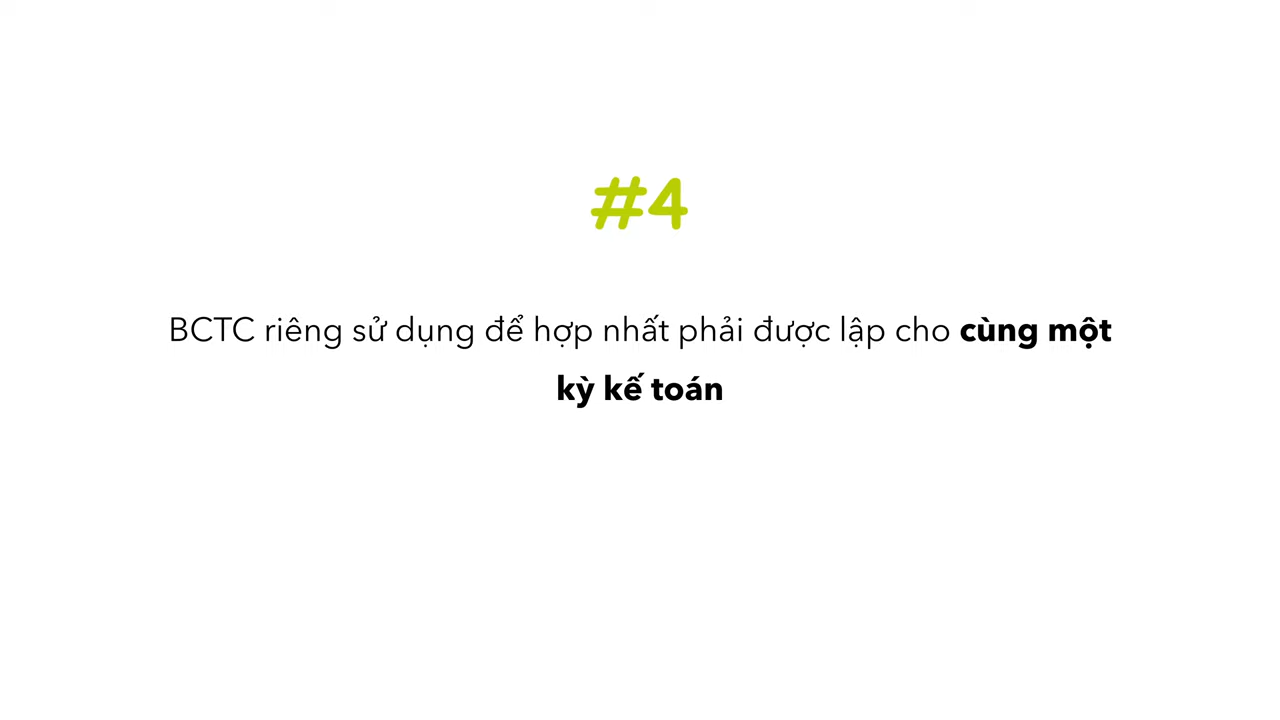 #4
BCTC riêng sử dụng để hợp nhất phải được lập cho cùng một
kỳ kế toán